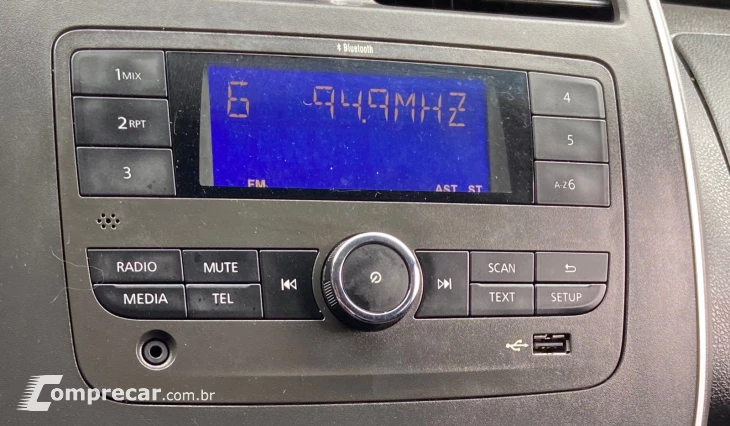 Bluetooth
1MIX
2RPT
3
6 94.9MHZ
FM AST ST
4
5
A-Z6
RADIO MUTE SCAN
MEDIA TEL TEXT SETUP
Comprecar.com.br